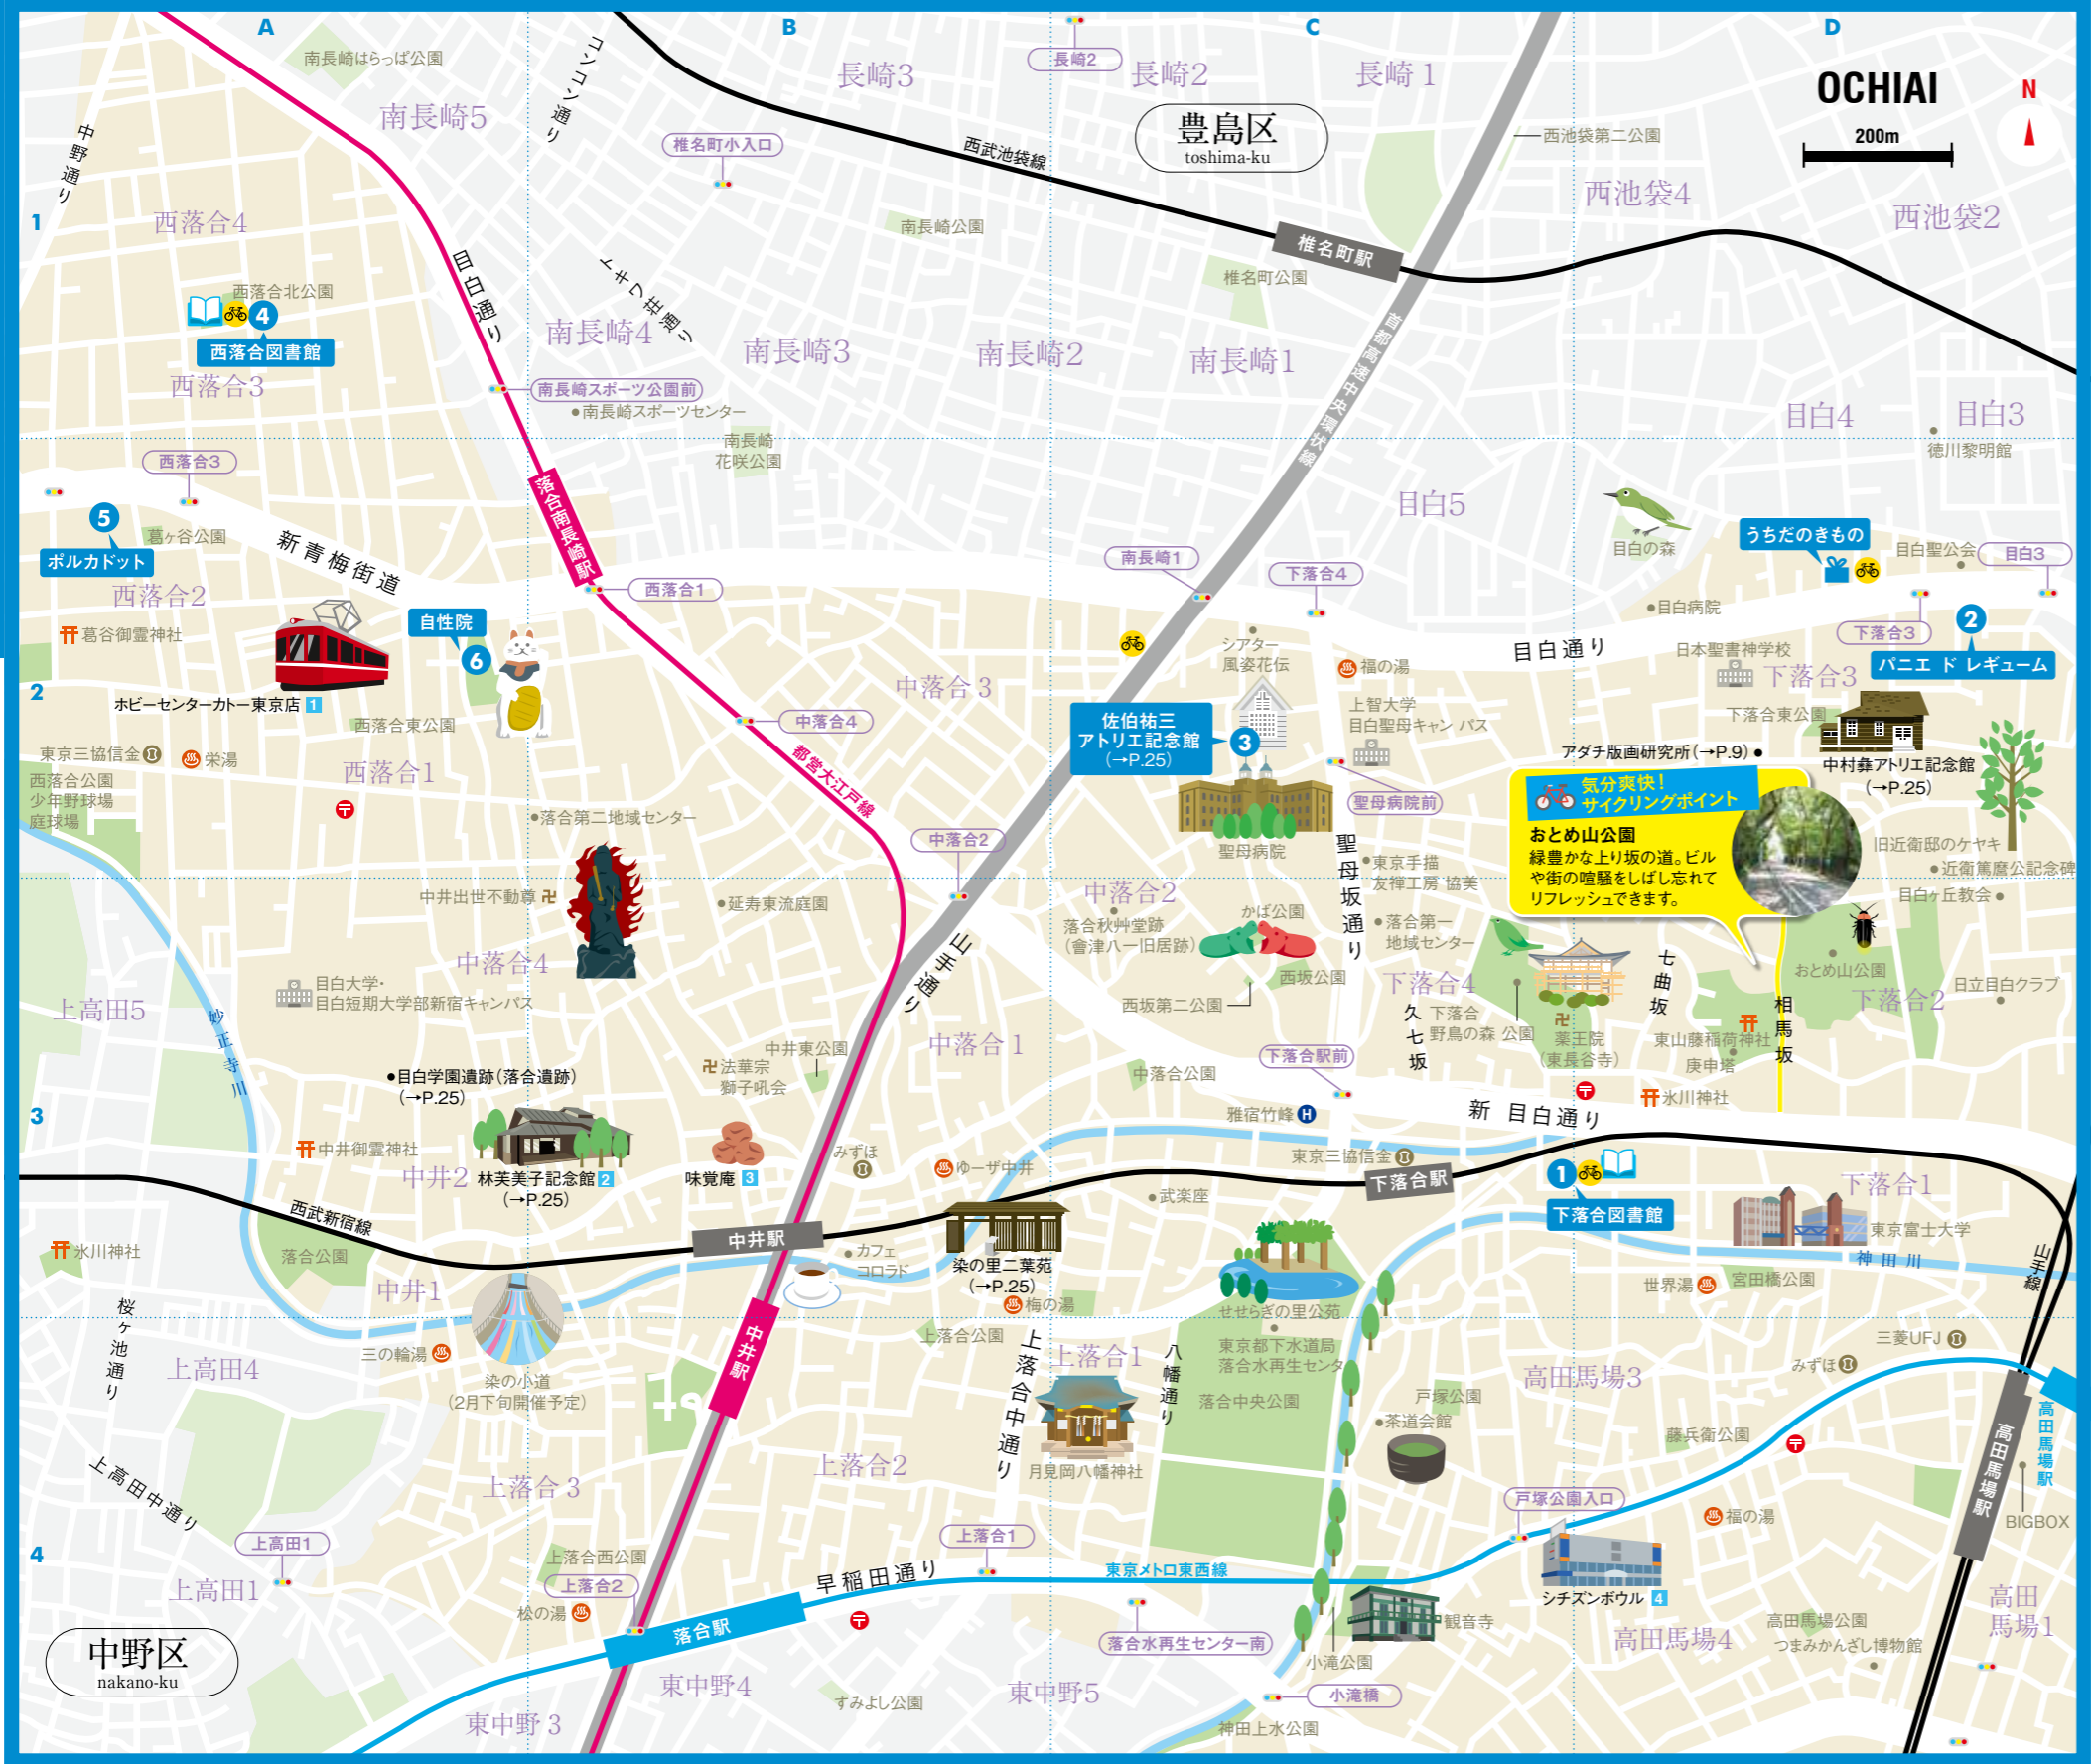 A
B
C
D
OCHIAI
N
200m
1
2
3
4
南長崎はらっぱ公園
コンコン通り
長崎3
長崎2
長崎2
長崎1
南長崎5
中野通り
椎名町小入口
西武池袋線
豊島区
toshima-ku
西池袋第二公園
西池袋4
西池袋2
西落合4
南長崎公園
椎名町駅
椎名町公園
目白通り
トキワ荘通り
西落合北公園
4
西落合図書館
西落合3
南長崎4
南長崎3
南長崎2
南長崎1
首都高速中央環状線
南長崎スポーツ公園前
南長崎スポーツセンター
目白4
目白3
徳川黎明館
南長崎
花咲公園
西落合3
落合南長崎駅
目白5
目白の森
うちだのきもの
目白聖公会
目白3
5
ポルカドット
葛ヶ谷公園
新青梅街道
西落合2
葛谷御霊神社
自性院
6
西落合1
南長崎1
下落合4
目白病院
下落合3
2
パニエ ド レギューム
シアター
風姿花伝
福の湯
目白通り
日本聖書神学校
下落合3
ホビーセンターカトー東京店 1
西落合東公園
中落合3
中落合4
都営大江戸線
佐伯祐三
アトリエ記念館
(→P.25)
3
上智大学
目白聖母キャンパス
下落合東公園
アダチ版画研究所(→P.9)
中村彝アトリエ記念館
(→P.25)
東京三協信金
栄湯
西落合公園
少年野球場
庭球場
西落合1
落合第二地域センター
中落合2
聖母病院前
聖母病院
聖母坂通り
東京手描
友禅工房 協美
気分爽快!
サイクリングポイント
おとめ山公園
緑豊かな上り坂の道。ビル
や街の喧騒をしばし忘れて
リフレッシュできます。
旧近衛邸のケヤキ
近衛篤麿公記念碑
目白ヶ丘教会
中井出世不動尊
延寿東流庭園
中落合2
落合秋艸堂跡
(會津八一旧居跡)
かば公園
落合第一
地域センター
西坂公園
西坂第二公園
下落合4
久七坂
下落合
野鳥の森 公園
薬王院
(東長谷寺)
七曲坂
おとめ山公園
下落合2
日立目白クラブ
東山藤稲荷神社
庚申塔
相馬坂
氷川神社
中落合4
目白大学・
目白短期大学部新宿キャンパス
上高田5
妙正寺川
山手通り
中落合1
中井東公園
法華宗
獅子吼会
目白学園遺跡(落合遺跡)
(→P.25)
中落合公園
下落合駅前
雅宿竹峰
新目白通り
中井御霊神社
中井2
林芙美子記念館 2
(→P.25)
味覚庵 3
みずほ
ゆーザ中井
東京三協信金
下落合駅
1
下落合図書館
下落合1
東京富士大学
神田川
武楽座
西武新宿線
中井駅
カフェ
コロラド
染の里二葉苑
(→P.25)
梅の湯
氷川神社
落合公園
中井1
せせらぎの里公苑
世界湯
宮田橋公園
山手線
桜ヶ池通り
三の輪湯
染の小道
(2月下旬開催予定)
中井駅
上落合公園
上落合中通り
上落合1
八幡通り
東京都下水道局
落合水再生センタ
落合中央公園
三菱UFJ
みずほ
高田馬場3
上高田4
戸塚公園
茶道会館
月見岡八幡神社
藤兵衛公園
高田馬場駅
高田馬場駅
BIGBOX
上高田中通り
上落合3
上落合2
戸塚公園入口
福の湯
上高田1
上高田1
上落合西公園
上落合2
松の湯
落合駅
早稲田通り
上落合1
東京メトロ東西線
落合水再生センター南
シチズンボウル 4
観音寺
小滝公園
高田馬場4
高田馬場公園
つまみかんざし博物館
高田
馬場1
中野区
nakano-ku
東中野3
東中野4
すみよし公園
東中野5
小滝橋
神田上水公園